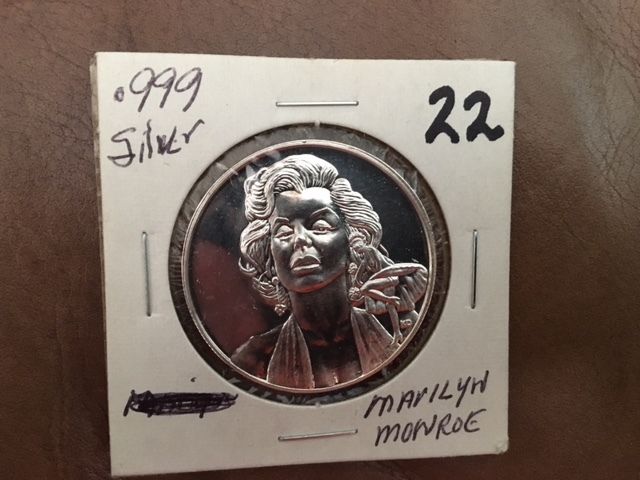 .999
Silver
22
MARILYN
MONROE